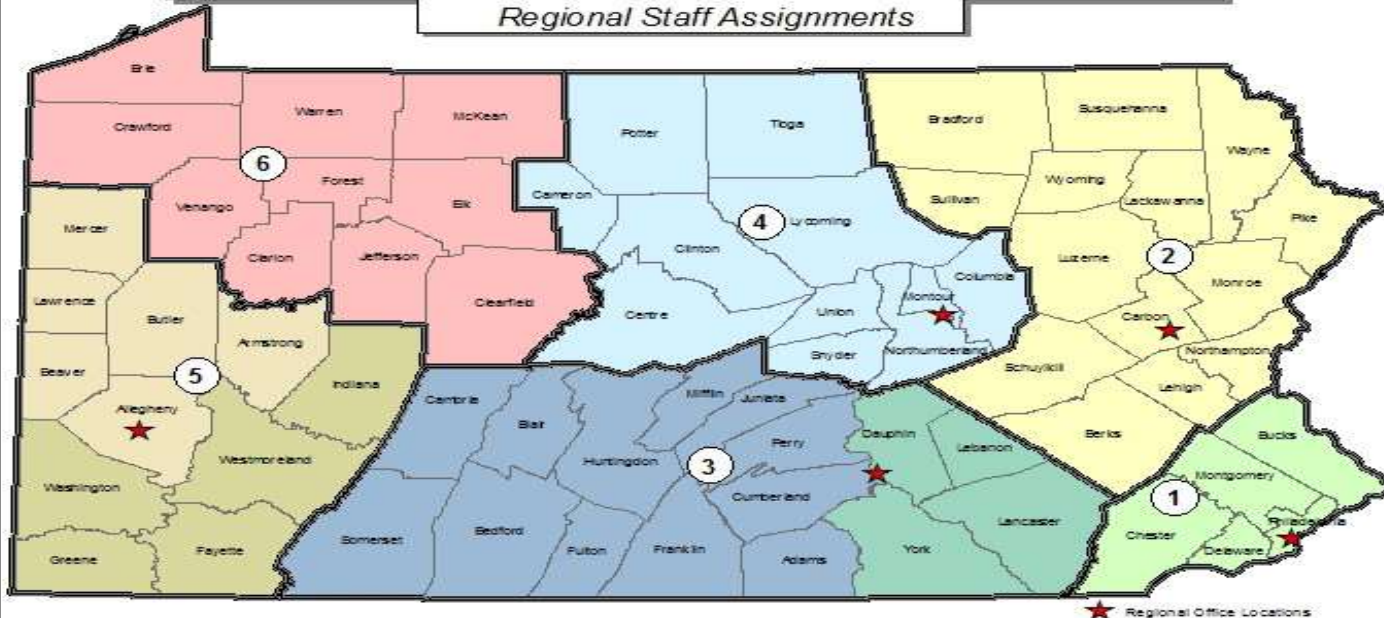 Regional Staff Assignments
Erie
Warren
McKean
Crawford
Potter
Tioga
Bradford
Susquehanna
Wayne
6
Forest
Venango
Elk
Cameron
Wyoming
Lackawanna
Sullivan
Pike
Mercer
4
Lycoming
Clinton
Clarion
Jefferson
2
Luzerne
Columbia
Monroe
Lawrence
Butler
Clearfield
Centre
Montour
Union
Carbon
Armstrong
Snyder
Northumberland
Northampton
Beaver
5
Indiana
Schuylkill
Lehigh
Allegheny
Cambria
Mifflin
Juniata
Blair
Perry
Dauphin
Lebanon
Berks
Bucks
Westmoreland
Huntingdon
3
Washington
Cumberland
Montgomery
1
Lancaster
Philadelphia
Somerset
Bedford
Fulton
Franklin
Adams
York
Chester
Delaware
Greene
Fayette
Regional Office Locations